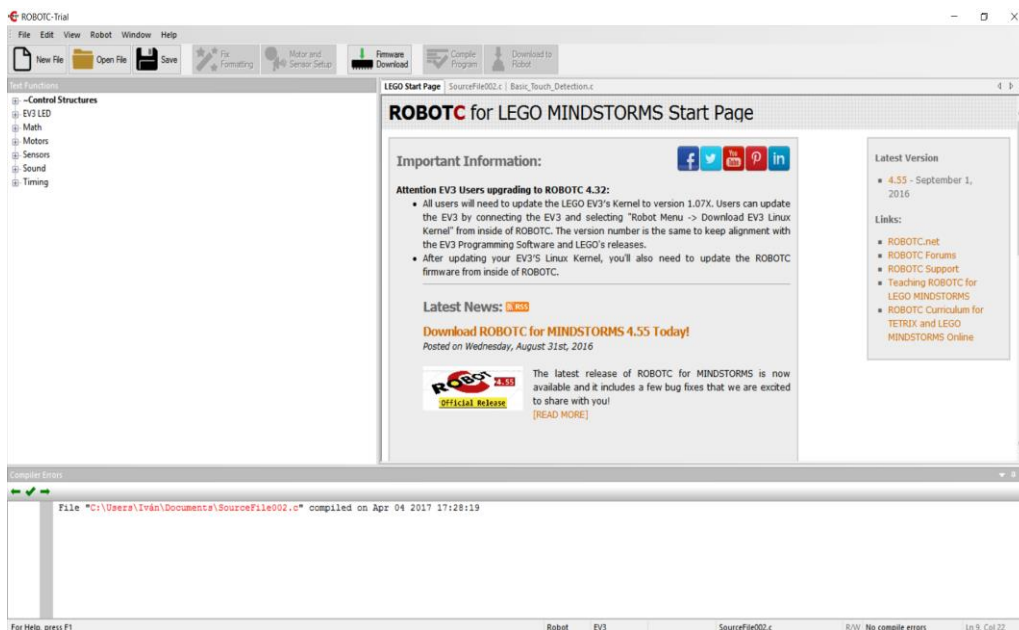 ROBOTC-Trial
File Edit View Robot Window Help
New File Open File Save Fix Formatting Motor and Sensor Setup Firmware Download Compile Program Download to Robot
Text Functions
--Control Structures
EV3 LED
Math
Motors
Sensors
Sound
Timing
LEGO Start Page SourceFile002.c Basic_Touch_Detection.c
ROBOTC for LEGO MINDSTORMS Start Page
Important Information:
You Tube
Attention EV3 Users upgrading to ROBOTC 4.32:
All users will need to update the LEGO EV3's Kernel to version 1.07X. Users can update
the EV3 by connecting the EV3 and selecting "Robot Menu -> Download EV3 Linux
Kernel" from inside of ROBOTC. The version number is the same to keep alignment with
the EV3 Programming Software and LEGO's releases.
After updating your EV3'S Linux Kernel, you'll also need to update the ROBOTC
firmware from inside of ROBOTC.
Latest News: RSS
Download ROBOTC for MINDSTORMS 4.55 Today!
Posted on Wednesday, August 31st, 2016
ROBOT 4.55
Official Release
The latest release of ROBOTC for MINDSTORMS is now
available and it includes a few bug fixes that we are excited
to share with you!
[READ MORE]
Latest Version
4.55 - September 1,
2016
Links:
ROBOTC.net
ROBOTC Forums
ROBOTC Support
Teaching ROBOTC for
LEGO MINDSTORMS
ROBOTC Curriculum for
TETRIX and LEGO
MINDSTORMS Online
Compiler Errors
File "C:\Users\Iván\Documents\SourceFile002.c" compiled on Apr 04 2017 17:28:19
For Help, press F1 Robot EV3 SourceFile002.c R/W No compile errors Ln 9, Col 22